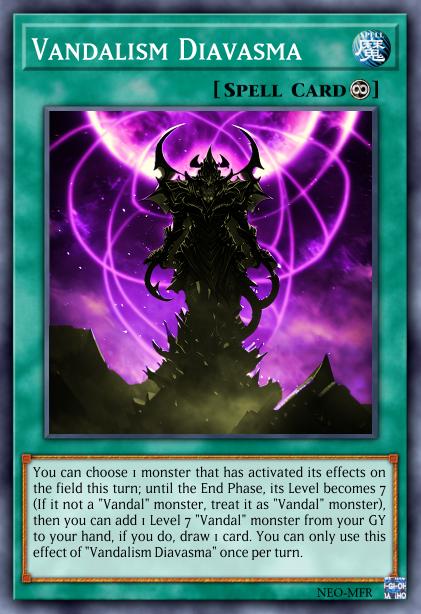 Vandalism Diavasma
SPELL
魔
[Spell Card]
You can choose 1 monster that has activated its effects on
the field this turn; until the End Phase, its Level becomes 7
(If it not a "Vandal" monster, treat it as "Vandal" monster),
then you can add 1 Level 7 "Vandal" monster from your GY
to your hand, if you do, draw 1 card. You can only use this
effect of "Vandalism Diavasma" once per turn.
NEO-MFR